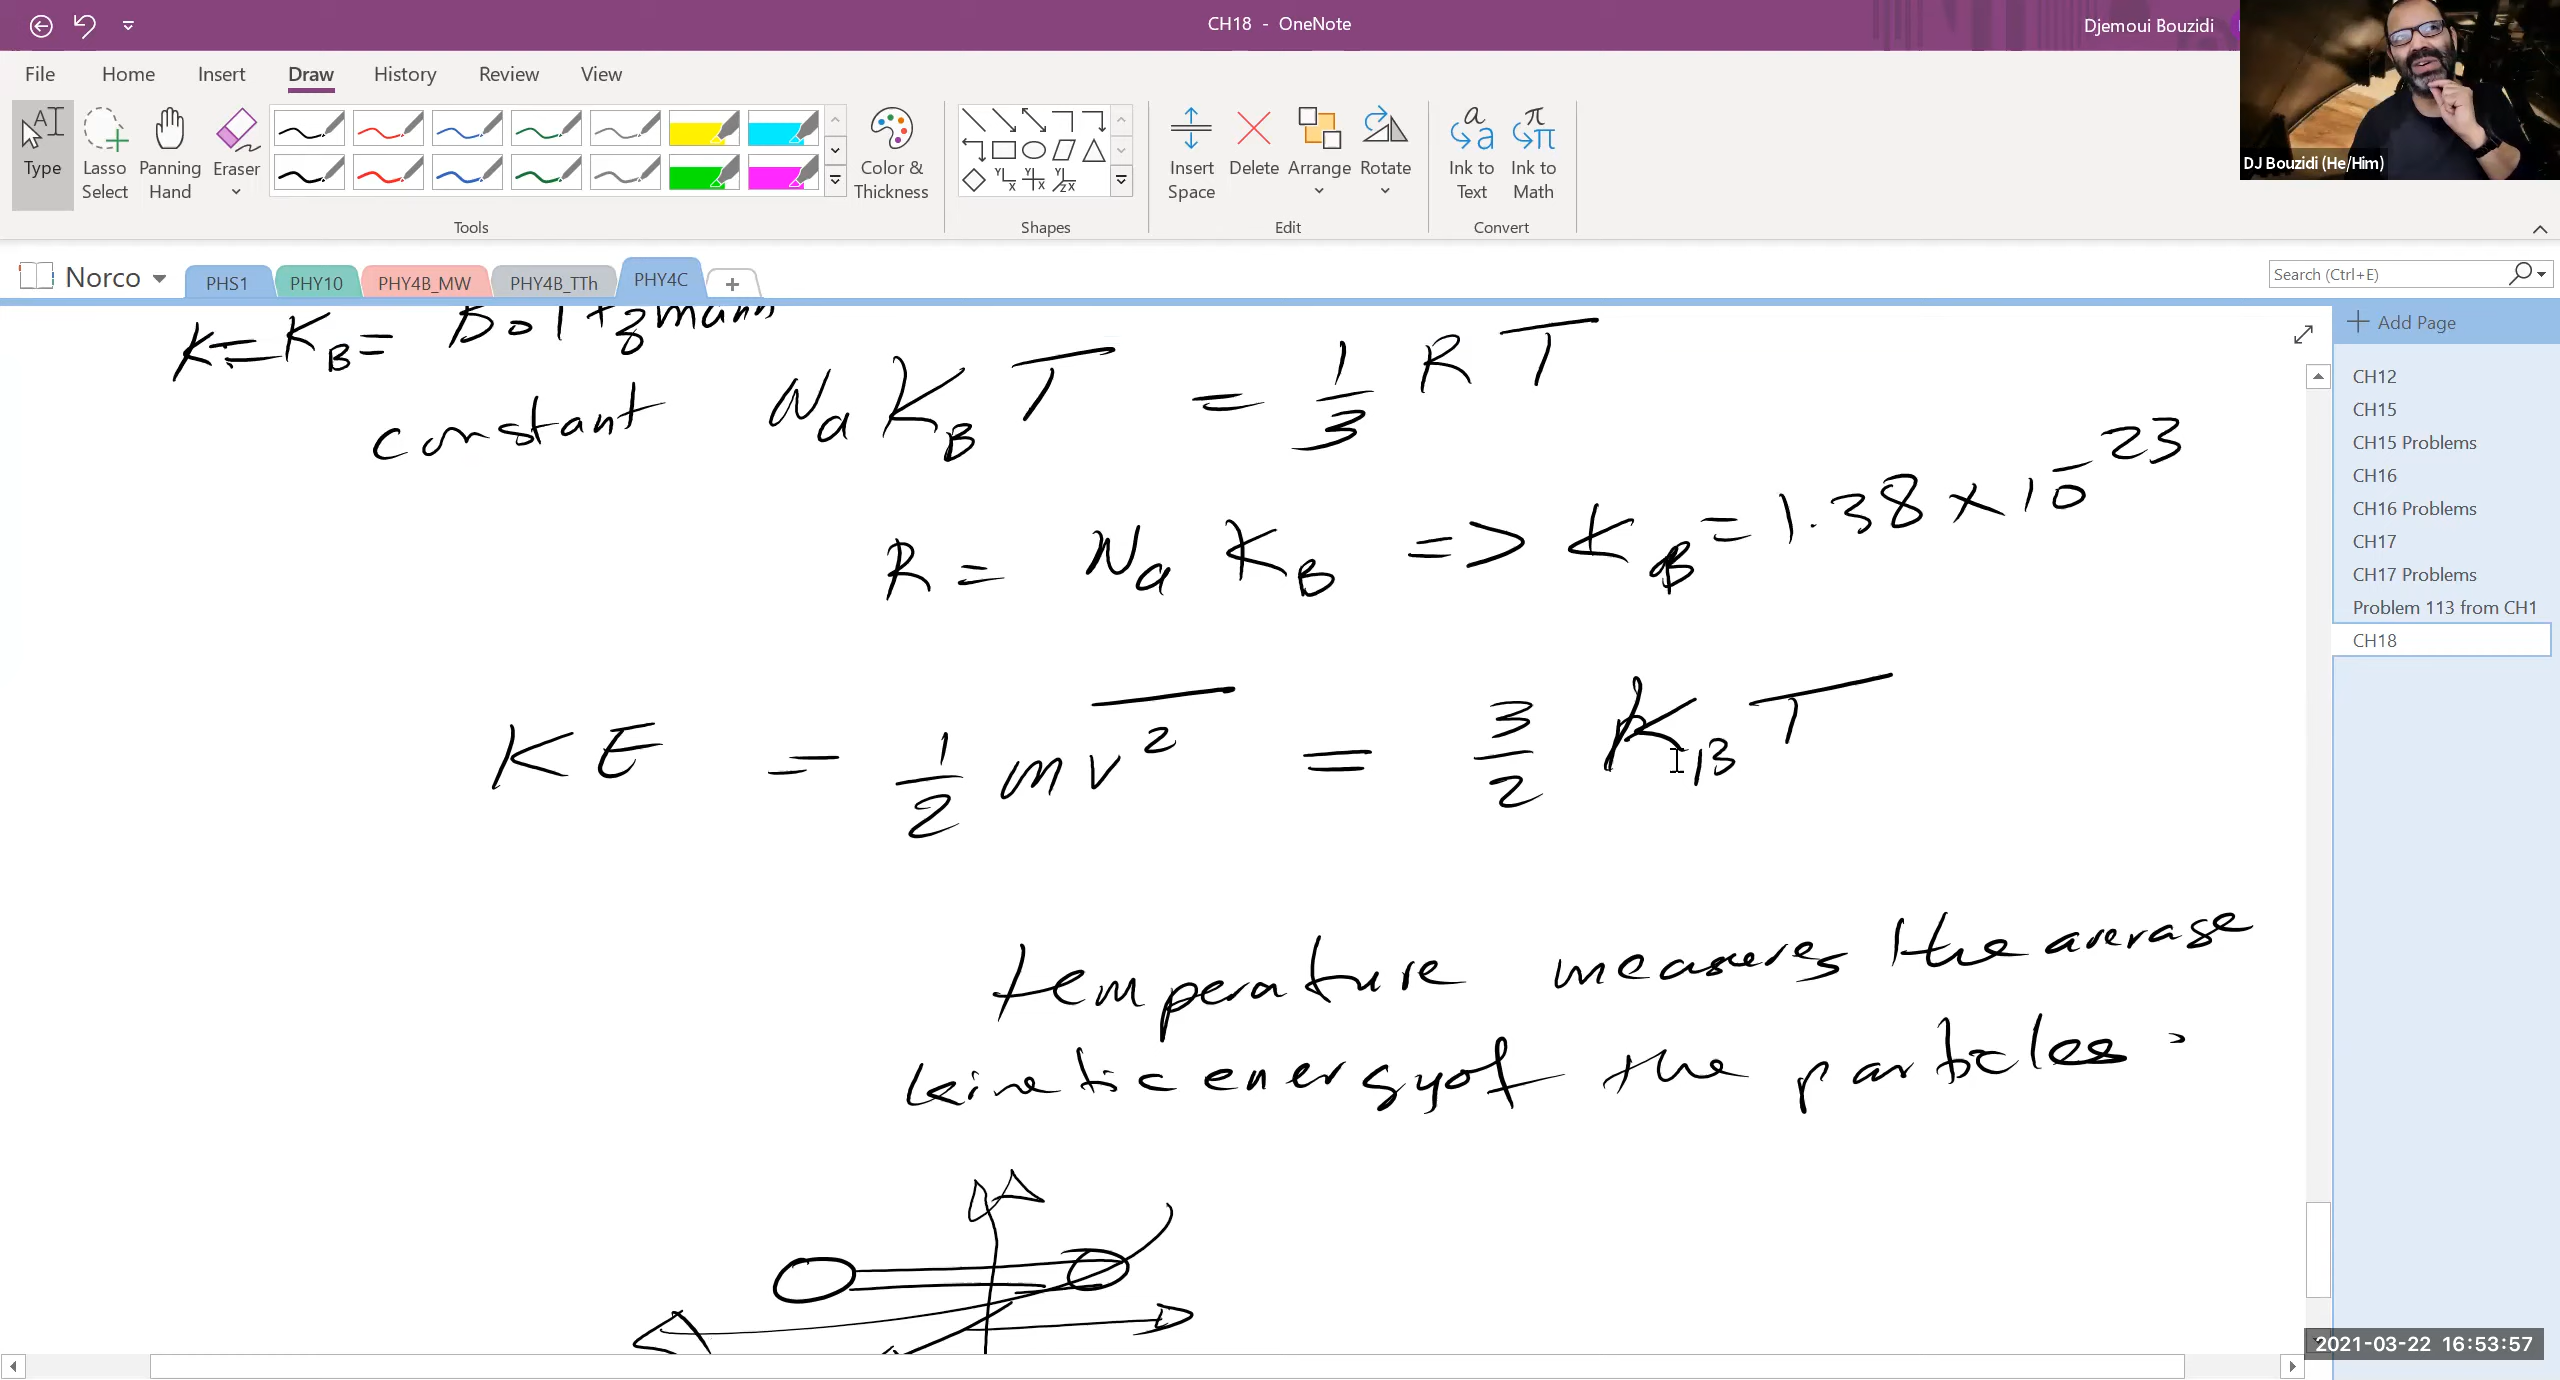 CH18 - OneNote
Djemoui Bouzidi
File Home Insert Draw History Review View
Type
Lasso Select
Panning Hand
Eraser
Color & Thickness
Insert Space
Delete
Arrange
Rotate
Ink to Text
Ink to Math
Tools Shapes Edit Convert
DJ Bouzidi (He/Him)
Norco PHS1 PHY10 PHY4B_MW PHY4B_TTh PHY4C
Search (Ctrl+E)
K = K_B = Boltzmann
constant N_a K_B T = 1/3 R T
R = N_a K_B => K_B = 1.38 × 10^-23
KE = 1/2 mv^2 = 3/2 K_B T
temperature measures the average
kinetic energy of the particles.
Add Page
CH12
CH15
CH15 Problems
CH16
CH16 Problems
CH17
CH17 Problems
Problem 113 from CH1
CH18
2021-03-22 16:53:57